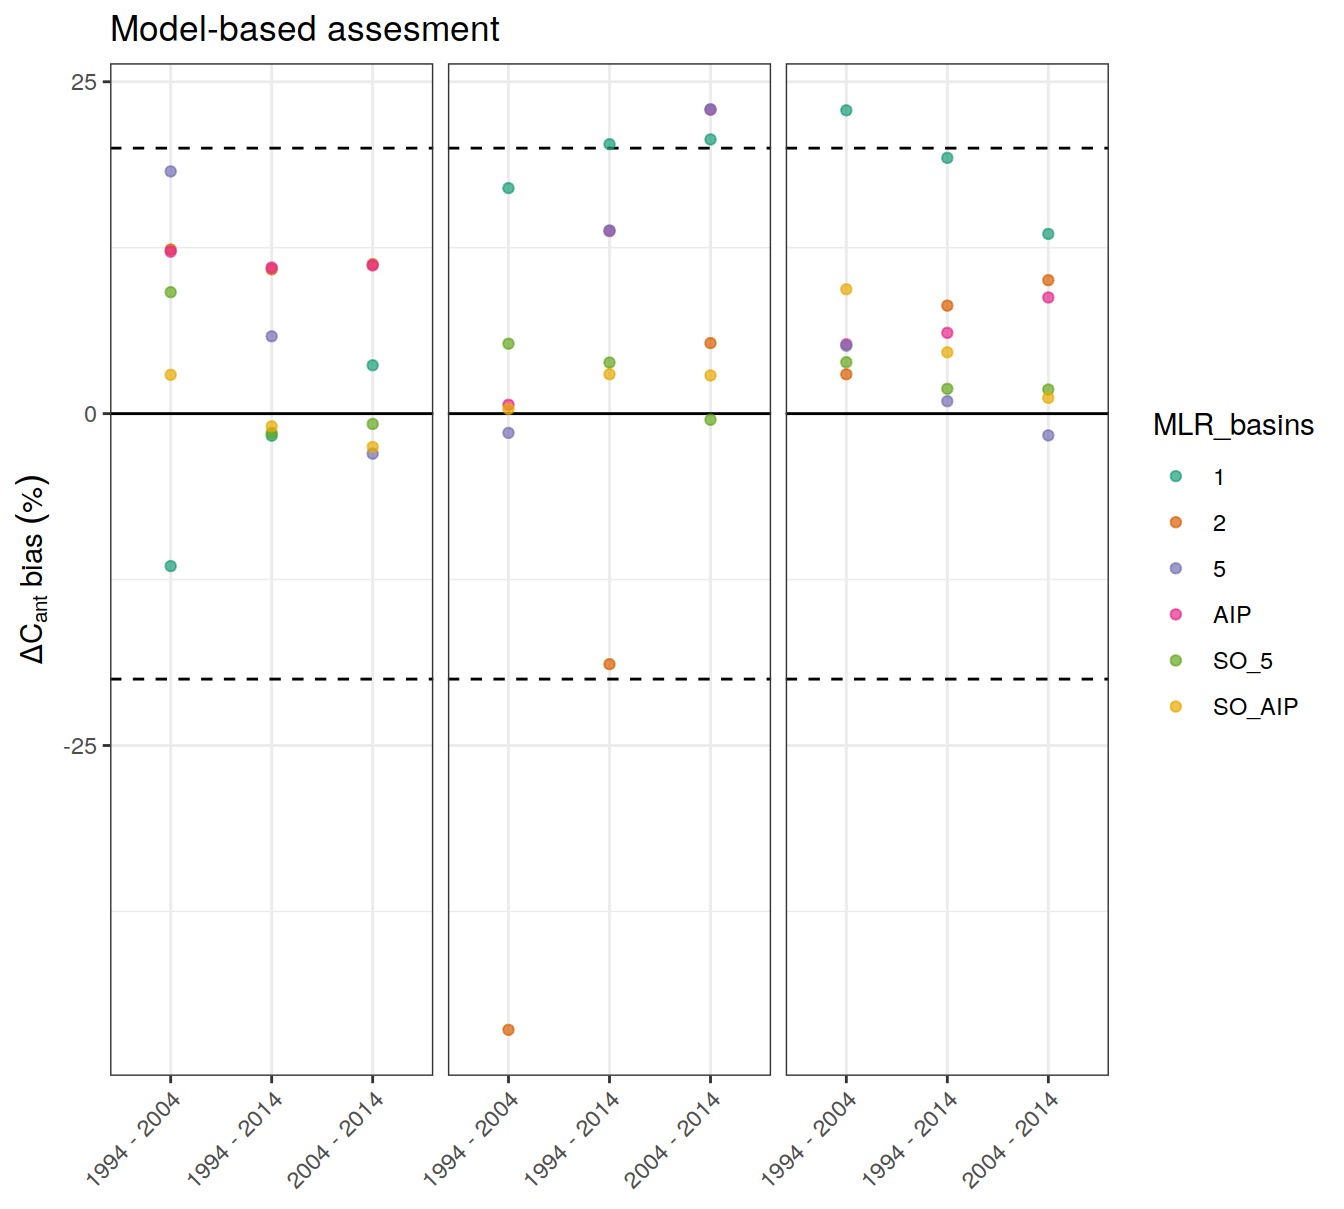 Model-based assesment
25
0
-25
ΔCant bias (%)
1994 - 2004
1994 - 2014
2004 - 2014
1994 - 2004
1994 - 2014
2004 - 2014
1994 - 2004
1994 - 2014
2004 - 2014
MLR_basins
1
2
5
AIP
SO_5
SO_AIP